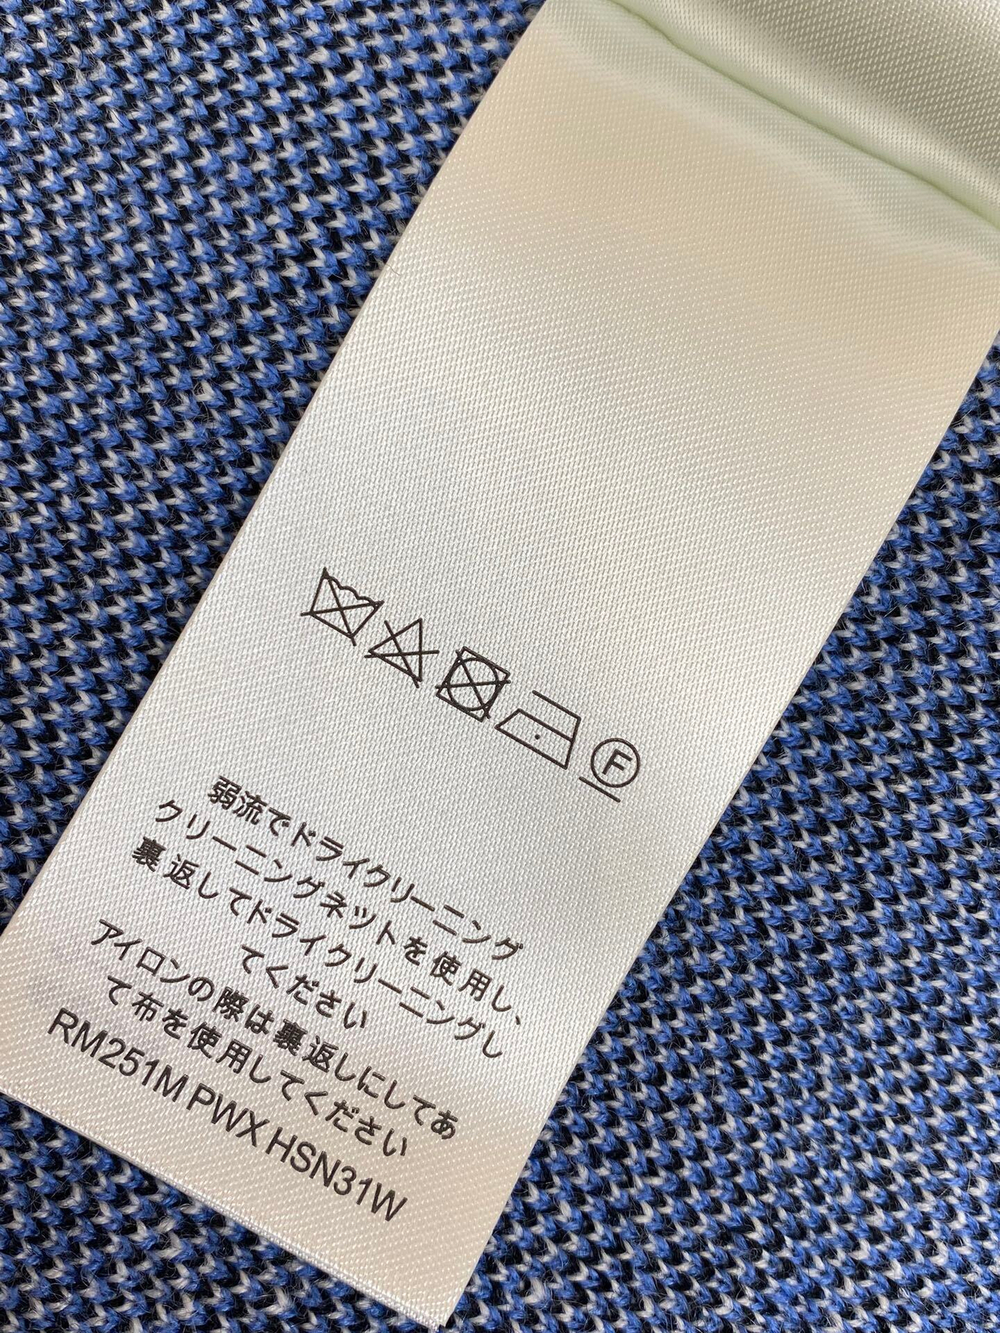 F
弱流でドライクリーニング
クリーニングネットを使用し、
裏返してドライクリーニングし
てください
アイロンの際は裏返しにしてあ
て布を使用してください
RM251M PWX HSN31W